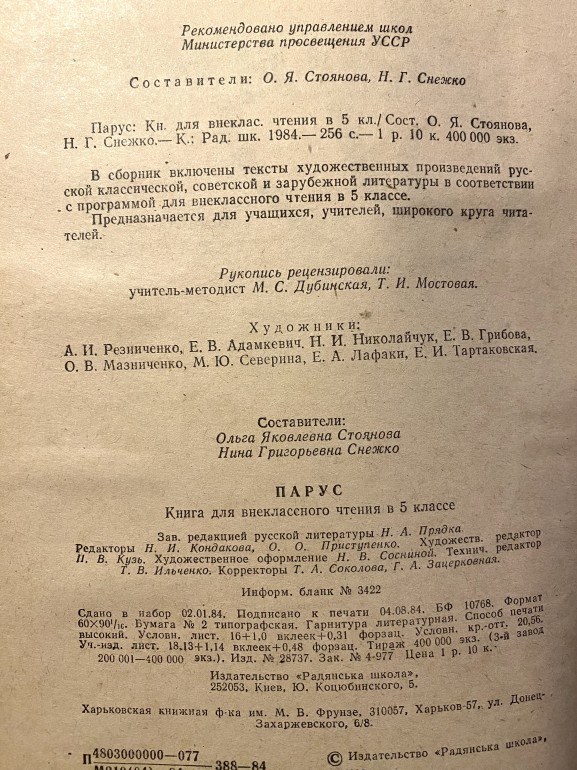 Рекомендовано управлением школ
Министерства просвещения УССР
Составители: О. Я. Стоянова, Н. Г. Снежко
Парус: Кн. для внеклас. чтения в 5 кл./Сост. О. Я. Стоянова,
Н. Г. Снежко.— К.: Рад. шк. 1984.— 256 с.— 1 р. 10 к. 400 000 экз.
В сборник включены тексты художественных произведений рус-
ской классической, советской и зарубежной литературы в соответствии
с программой для внеклассного чтения в 5 классе.
Предназначается для учащихся, учителей, широкого круга чита-
телей.
Рукопись рецензировали:
учитель-методист М. С. Дубинская, Т. И. Мостовая.
Художники:
А. И. Резниченко, Е. В. Адамкевич, Н. И. Николайчук, Е. В. Грибова,
О. В. Мазниченко, М. Ю. Северина, Е. А. Лафаки, Е. И. Тартаковская.
Составители:
Ольга Яковлевна Стоянова
Нина Григорьевна Снежко
ПАРУС
Книга для внеклассного чтения в 5 классе
Зав. редакцией русской литературы Н. А. Прядка
Редакторы Н. И. Кондакова, О. О. Приступенко. Художеств. редактор
П. В. Кузь. Художественное оформление Н. В. Сосниной. Технич. редактор
Т. В. Ильченко. Корректоры Т. А. Соколова, Г. А. Зацерковная.
Информ. бланк № 3422
Сдано в набор 02.01.84. Подписано к печати 04.08.84. БФ 10768. Формат
60×90¹/₁₆. Бумага № 2 типографская. Гарнитура литературная. Способ печати
высокий. Условн. лист. 16+1,0 вклеек+0,31 форзац. Условн. кр.-отт. 20,56.
Уч.-изд. лист. 18,13+1,14 вклеек+0,48 форзац. Тираж 400 000 экз. (3-й завод
200 001—400 000 экз.). Изд. № 28737. Зак. № 4-977 Цена 1 р. 10 к.
Издательство «Радянська школа»,
252053, Киев, Ю. Коцюбинского, 5.
Харьковская книжная ф-ка им. М. В. Фрунзе, 310057, Харьков-57, ул. Донец-
Захаржевского, 6/8.
П 4803000000—077
388—84
© Издательство «Радянська школа»,